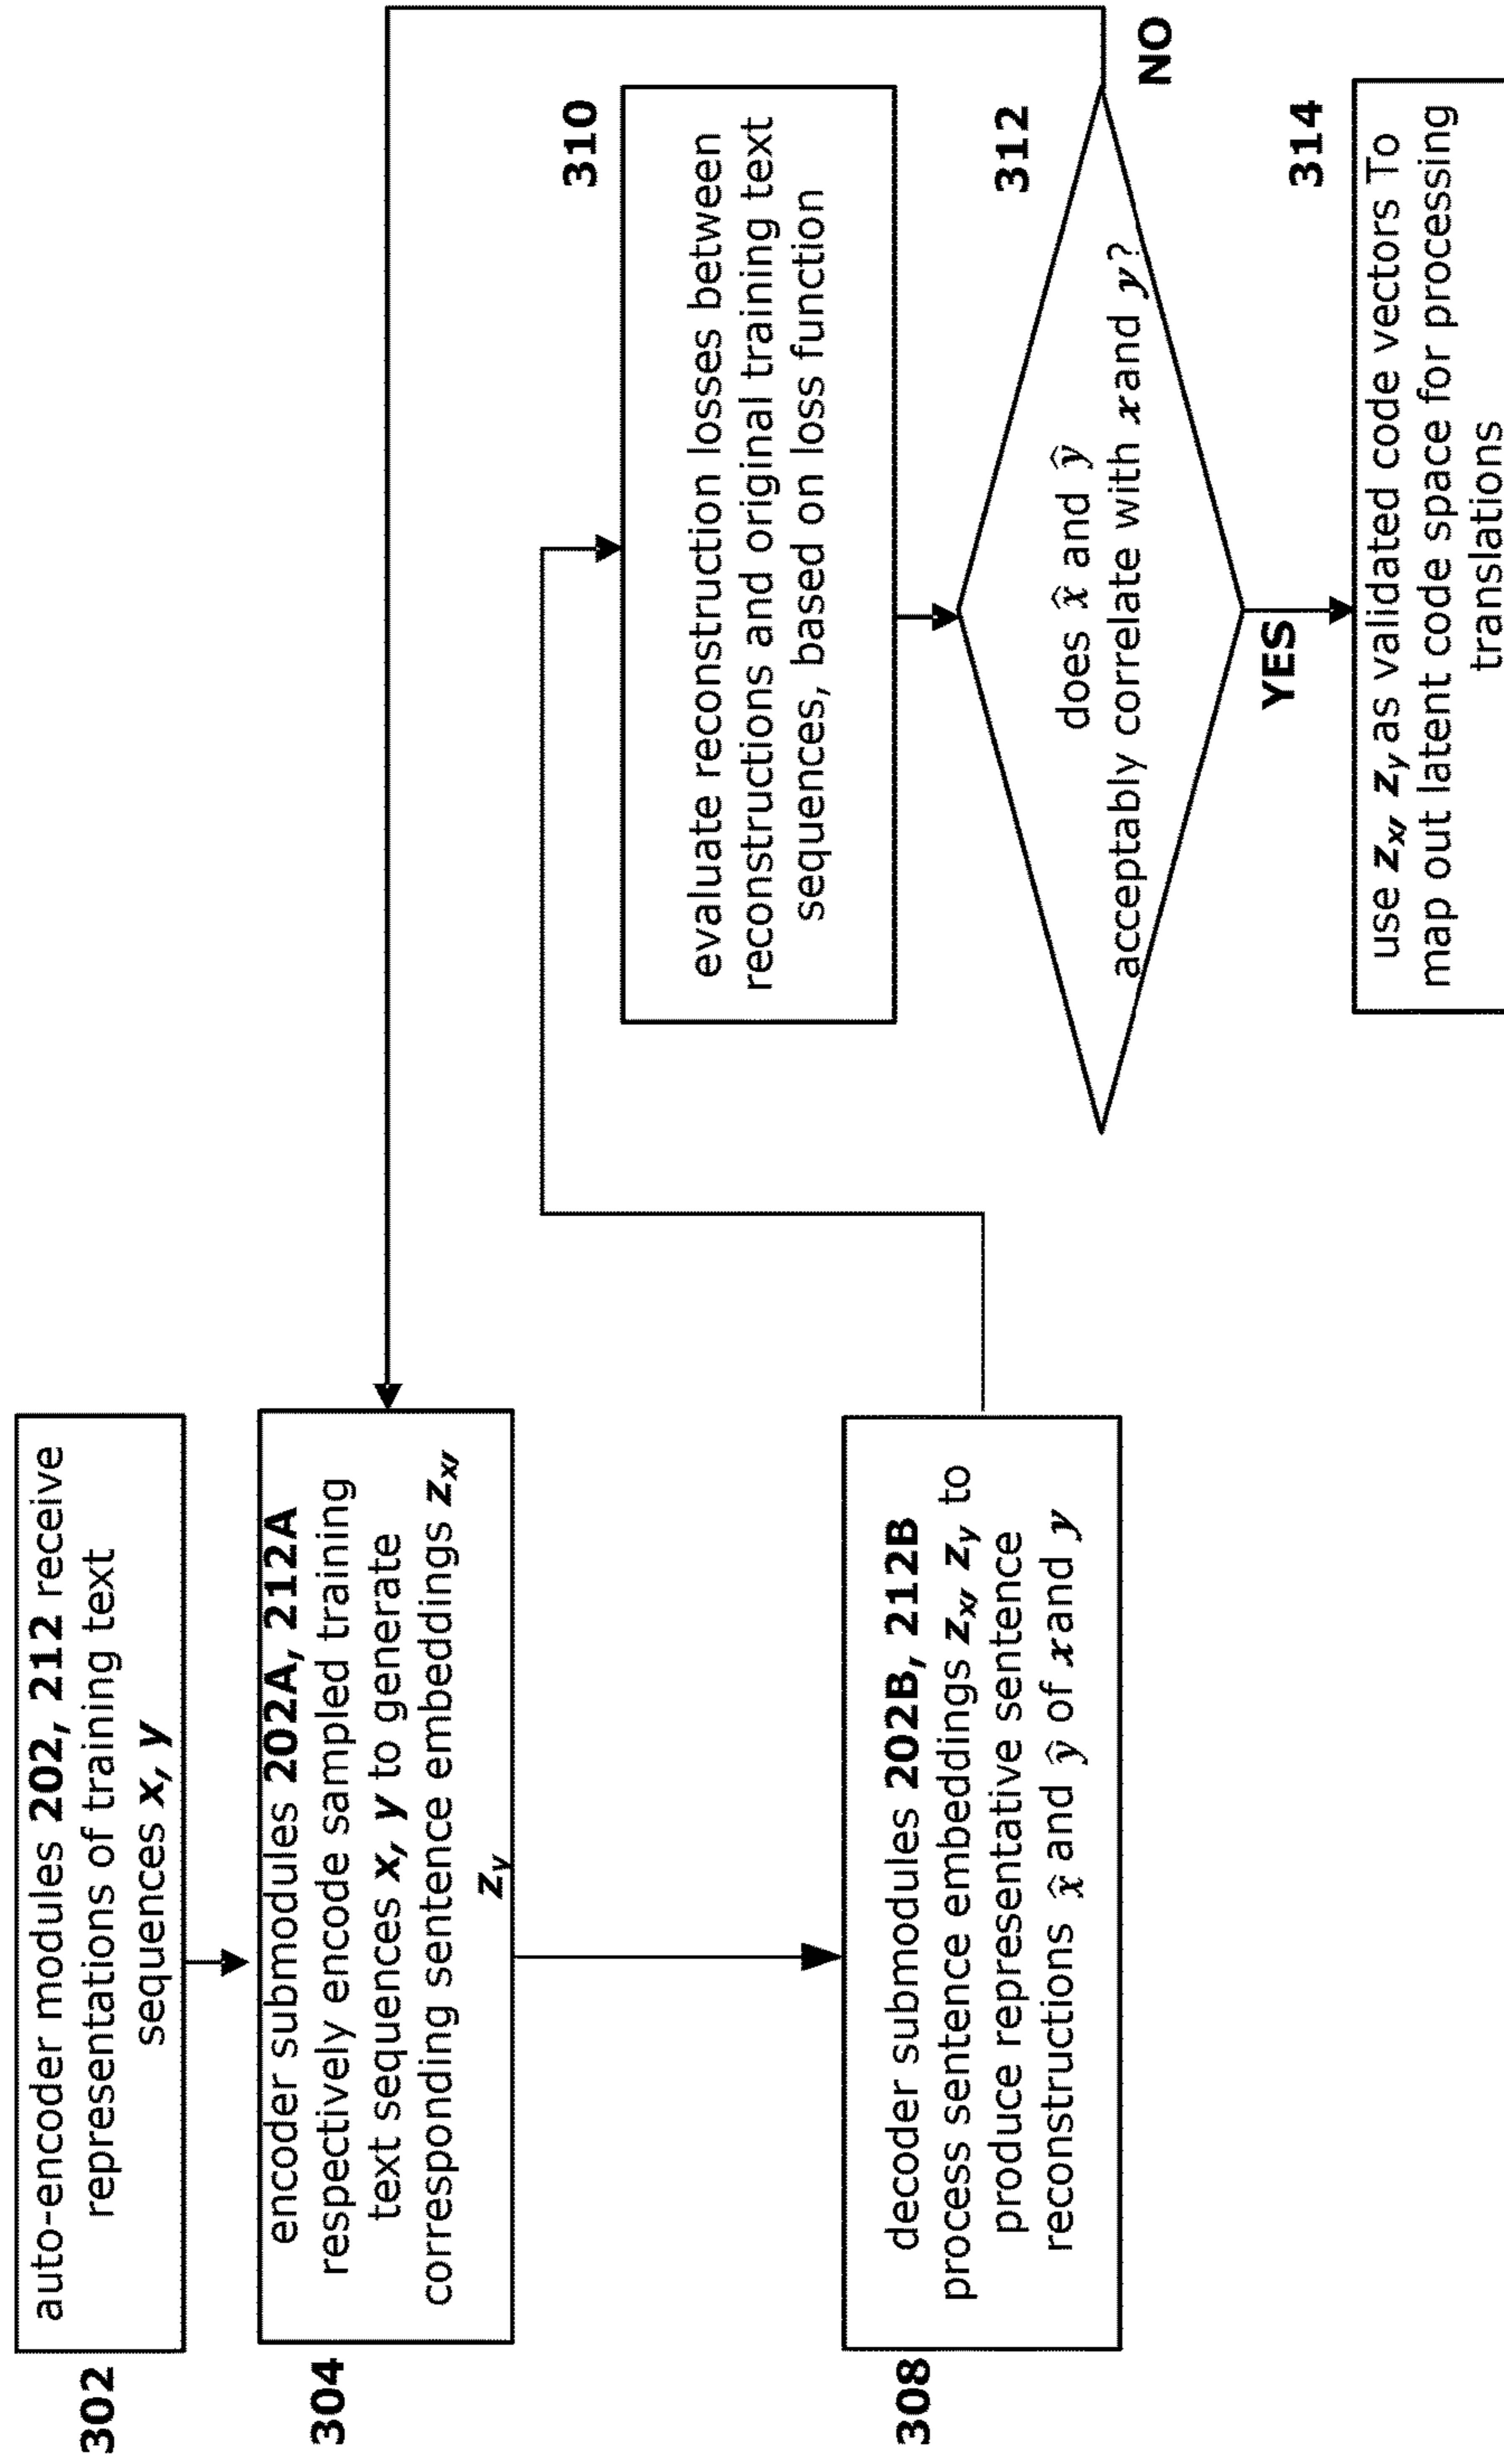 302
auto-encoder modules 202, 212 receive
representations of training text
sequences x, y
304
encoder submodules 202A, 212A
respectively encode sampled training
text sequences x, y to generate
corresponding sentence embeddings zₓ,
z_y
308
decoder submodules 202B, 212B
process sentence embeddings zₓ, z_y to
produce representative sentence
reconstructions x̂ and ŷ of x and y
310
evaluate reconstruction losses between
reconstructions and original training text
sequences, based on loss function
312
does x̂ and ŷ
acceptably correlate with x and y?
NO
YES
314
use zₓ, z_y as validated code vectors To
map out latent code space for processing
translations